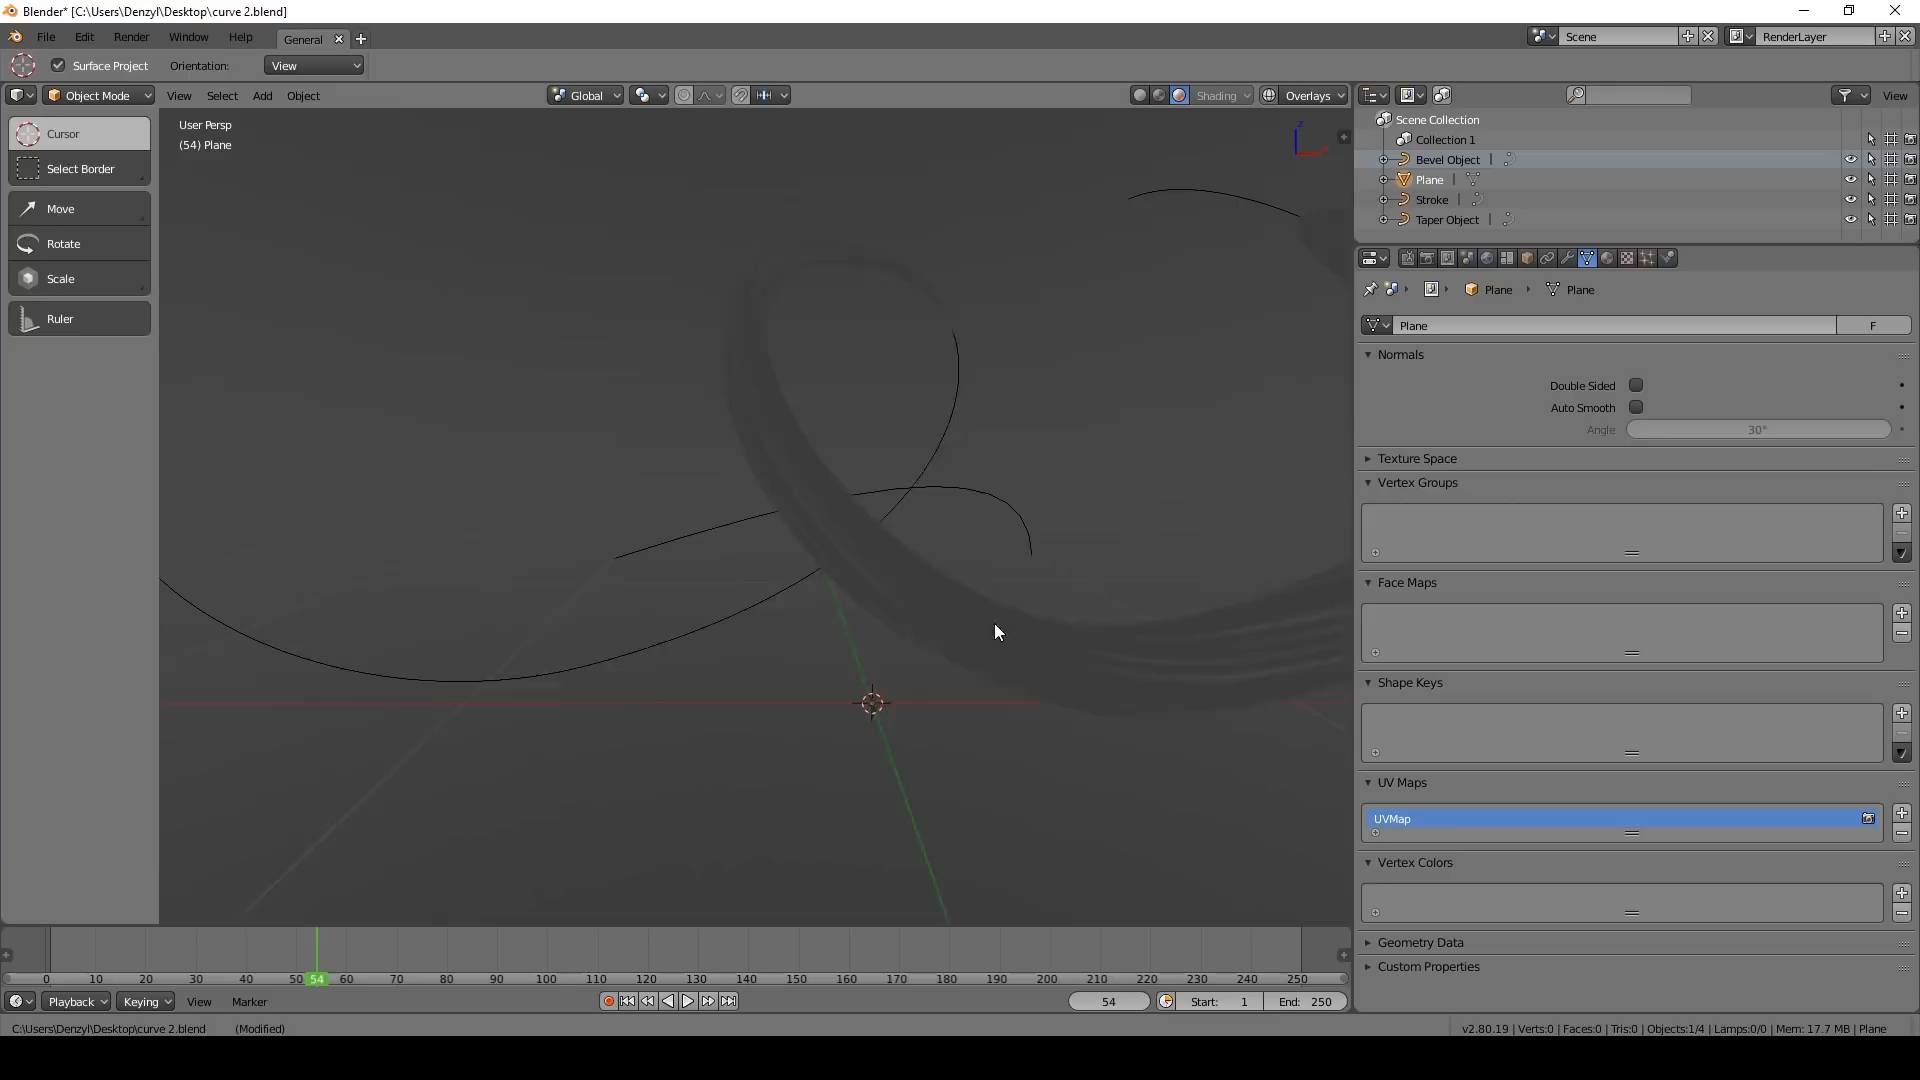 Blender* [C:\Users\Denzyl\Desktop\curve 2.blend]
File Edit Render Window Help General Scene RenderLayer
Surface Project Orientation: View
Object Mode View Select Add Object Global Shading Overlays View
Cursor
Select Border
Move
Rotate
Scale
Ruler
User Persp
(54) Plane
Z
Scene Collection
Collection 1
Bevel Object
Plane
Stroke
Taper Object
Plane Plane
Plane F
Normals
Double Sided
Auto Smooth
Angle 30°
Texture Space
Vertex Groups
Face Maps
Shape Keys
UV Maps
UVMap
Vertex Colors
Geometry Data
Custom Properties
0 10 20 30 40 50 54 60 70 80 90 100 110 120 130 140 150 160 170 180 190 200 210 220 230 240 250
Playback Keying View Marker 54 Start: 1 End: 250
C:\Users\Denzyl\Desktop\curve 2.blend (Modified) v2.80.19 | Verts:0 | Faces:0 | Tris:0 | Objects:1/4 | Lamps:0/0 | Mem: 17.7 MB | Plane